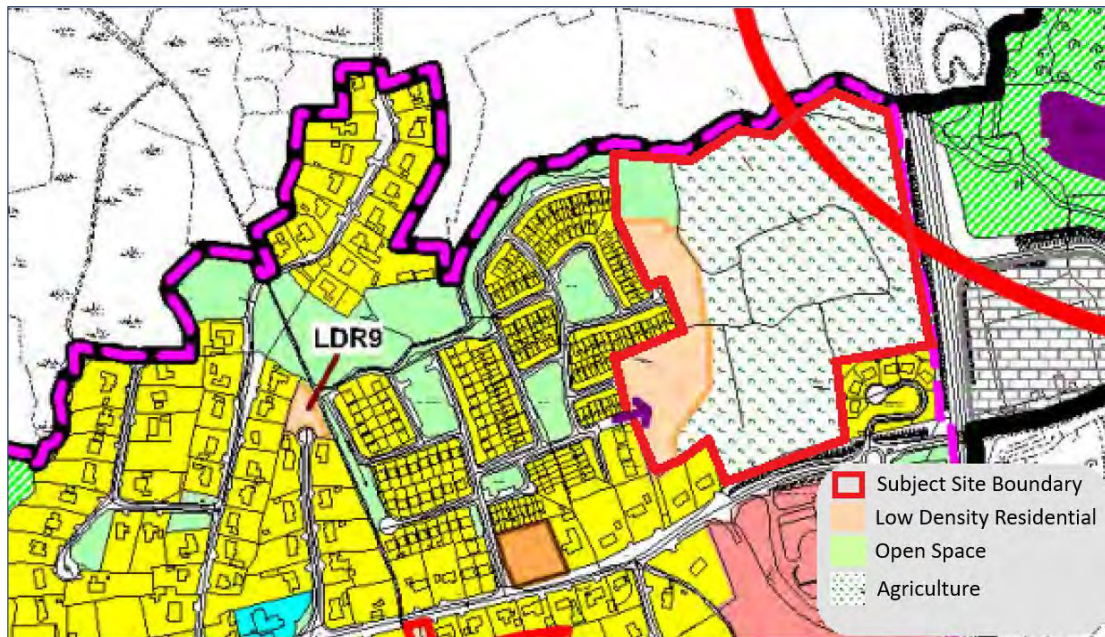 LDR9
Subject Site Boundary
Low Density Residential
Open Space
Agriculture